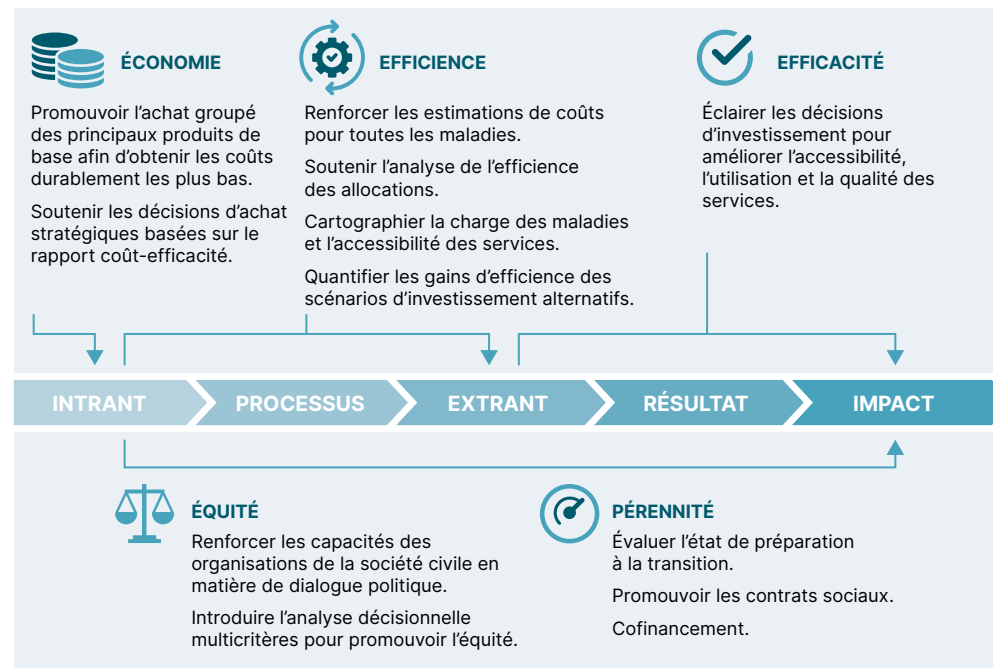 ÉCONOMIE
Promouvoir l’achat groupé
des principaux produits de
base afin d’obtenir les coûts
durablement les plus bas.
Soutenir les décisions d’achat
stratégiques basées sur le
rapport coût-efficacité.
EFFICIENCE
Renforcer les estimations de coûts
pour toutes les maladies.
Soutenir l’analyse de l’efficience
des allocations.
Cartographier la charge des maladies
et l’accessibilité des services.
Quantifier les gains d’efficience des
scénarios d’investissement alternatifs.
EFFICACITÉ
Éclairer les décisions
d’investissement pour
améliorer l’accessibilité,
l’utilisation et la qualité des
services.
INTRANT
PROCESSUS
EXTRANT
RÉSULTAT
IMPACT
ÉQUITÉ
Renforcer les capacités des
organisations de la société civile en
matière de dialogue politique.
Introduire l’analyse décisionnelle
multicritères pour promouvoir l’équité.
PÉRENNITÉ
Évaluer l’état de préparation
à la transition.
Promouvoir les contrats sociaux.
Cofinancement.